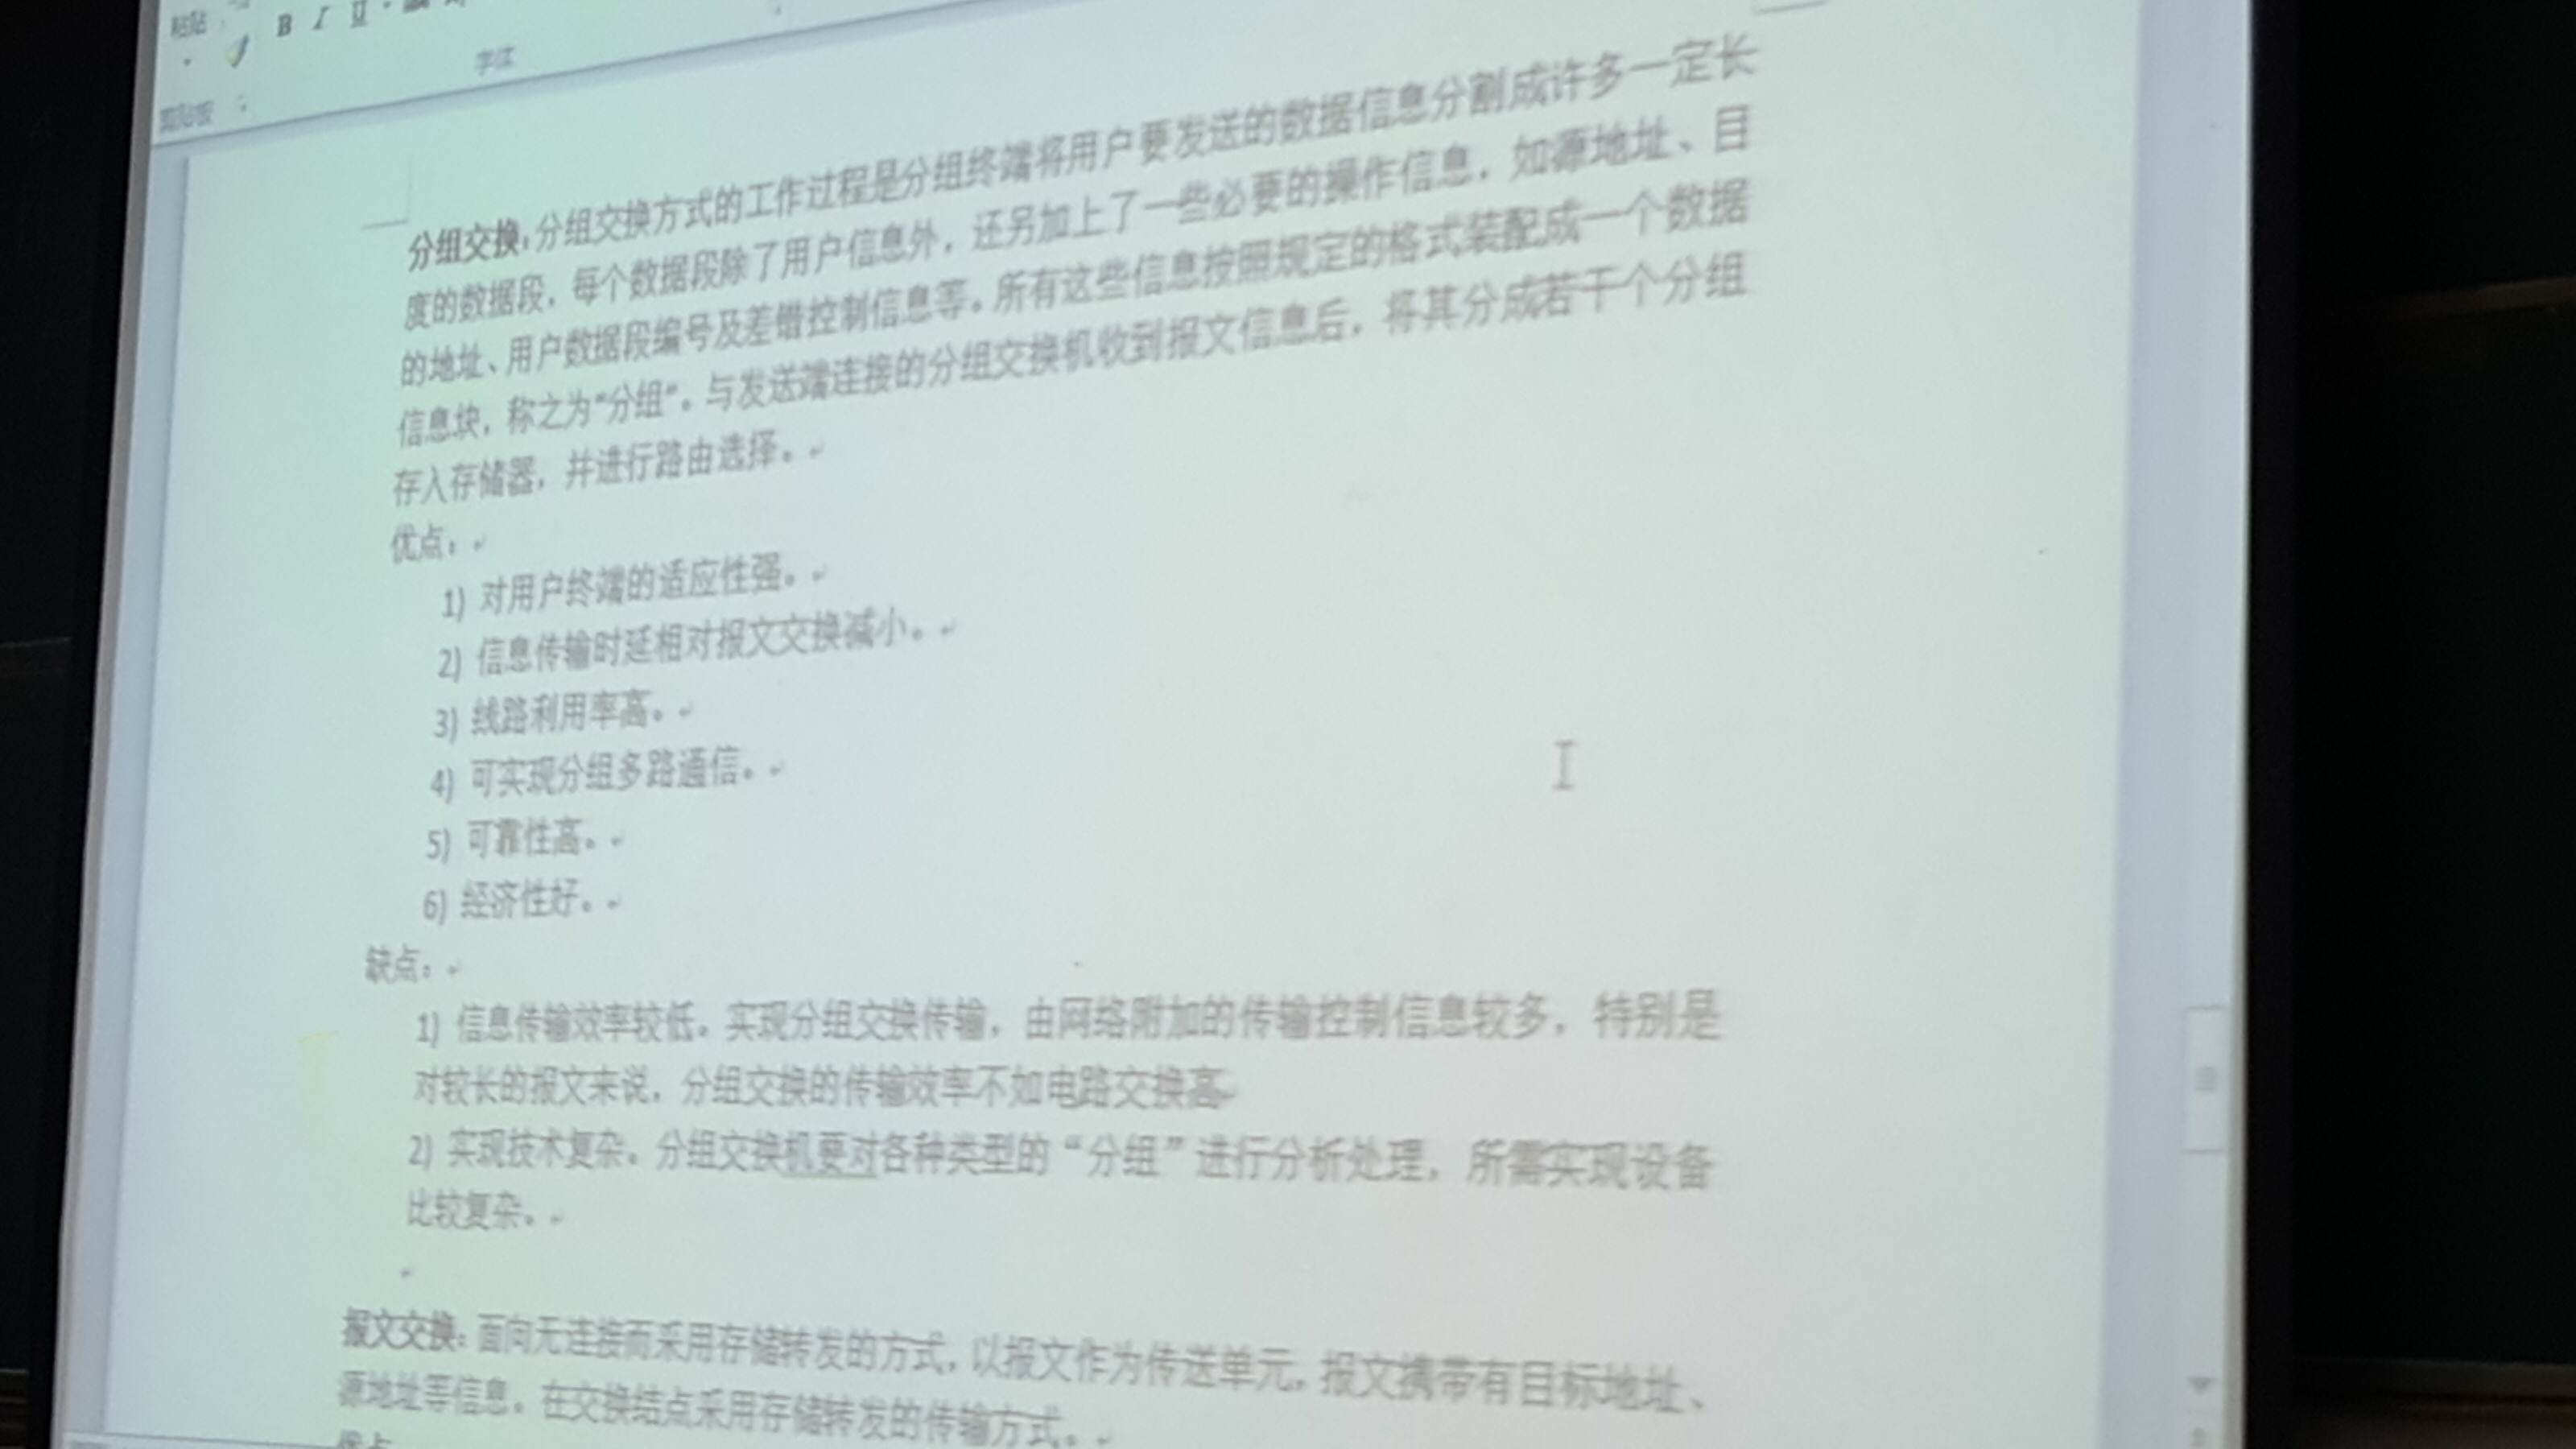 粘贴
B I U
字体
剪贴板
分组交换：分组交换方式的工作过程是分组终端将用户要发送的数据信息分割成许多一定长
度的数据段，每个数据段除了用户信息外，还另加上了一些必要的操作信息，如源地址、目
的地址、用户数据段编号及差错控制信息等。所有这些信息按照规定的格式装配成一个数据
信息块，称之为“分组”。与发送端连接的分组交换机收到报文信息后，将其分成若干个分组
存入存储器，并进行路由选择。
优点：
1) 对用户终端的适应性强。
2) 信息传输时延相对报文交换减小。
3) 线路利用率高。
4) 可实现分组多路通信。
5) 可靠性高。
6) 经济性好。
缺点：
1) 信息传输效率较低。实现分组交换传输，由网络附加的传输控制信息较多，特别是
对较长的报文来说，分组交换的传输效率不如电路交换高
2) 实现技术复杂。分组交换机要对各种类型的“分组”进行分析处理，所需实现设备
比较复杂。
报文交换：面向无连接而采用存储转发的方式，以报文作为传送单元，报文携带有目标地址、
源地址等信息。在交换结点采用存储转发的传输方式。
优点